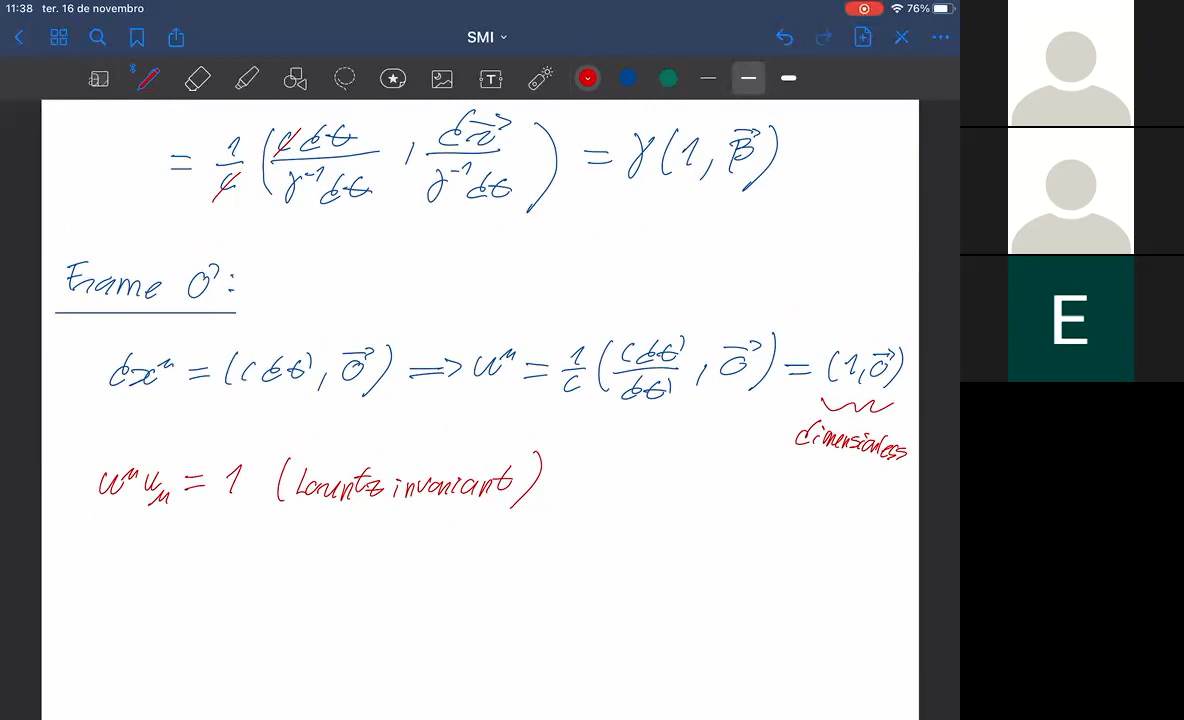 11:38 ter. 16 de novembro 76%
SMI
= 1/c (c dt / γ⁻¹ dt , dx⃗ / γ⁻¹ dt) = γ(1, β⃗)
Frame O':
dx^μ = (c dt', 0⃗) ⟹ u^μ = 1/c (c dt' / dt' , 0⃗) = (1, 0⃗)
dimensionless
u^μ u_μ = 1 (Lorentz invariant)
E